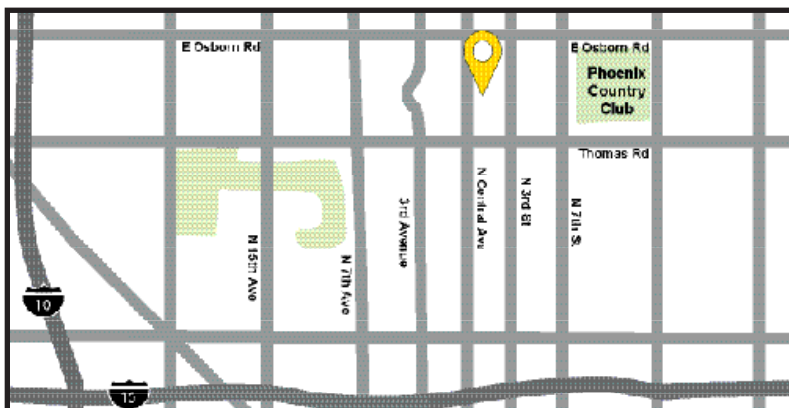 E Osborn Rd
E Osborn Rd
Phoenix
Country
Club
Thomas Rd
N Central Ave
N 3rd St
3rd Avenue
N 7th St
N 15th Ave
N 7th Ave
10